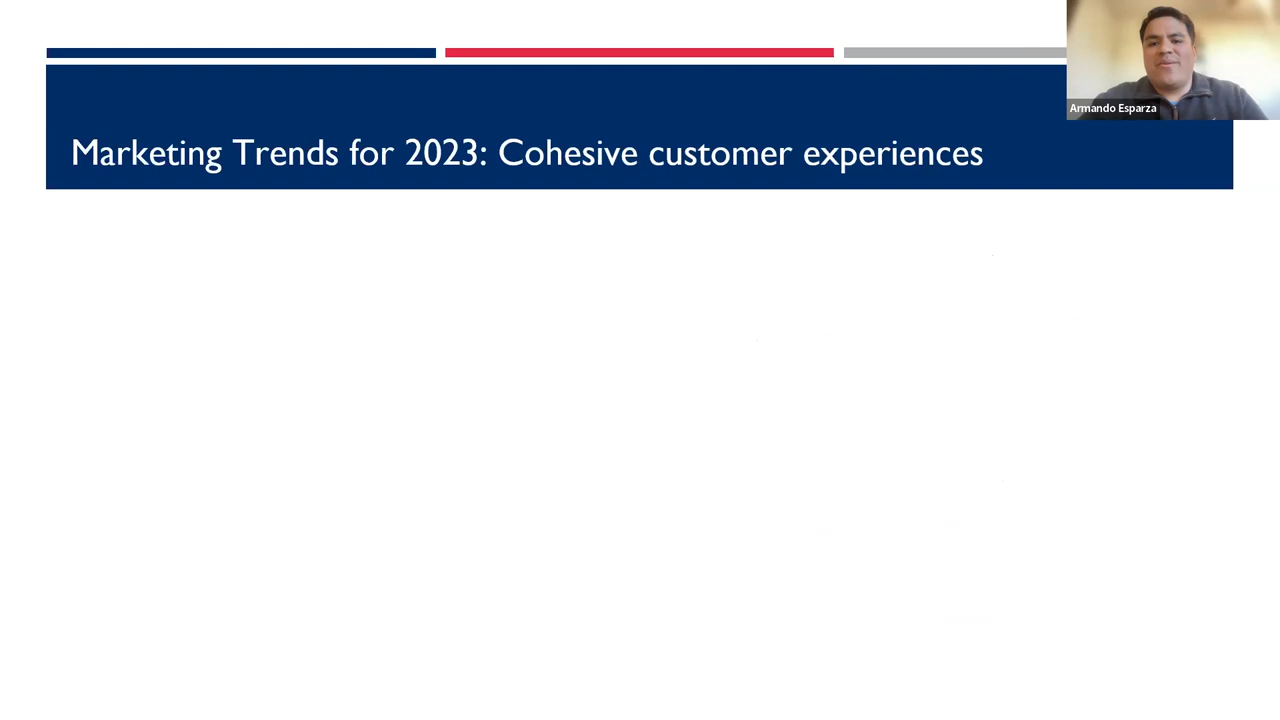 Marketing Trends for 2023: Cohesive customer experiences
Armando Esparza